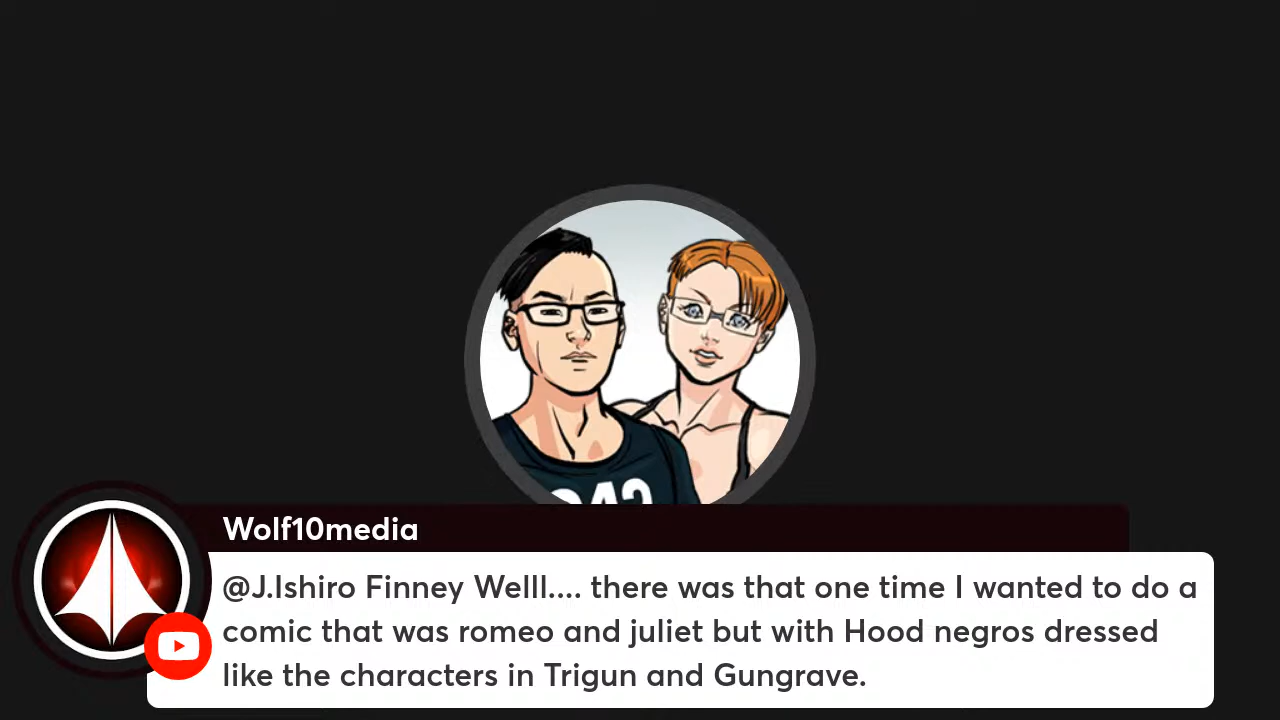 242
Wolf10media
@J.Ishiro Finney Welll.... there was that one time I wanted to do a
comic that was romeo and juliet but with Hood negros dressed
like the characters in Trigun and Gungrave.